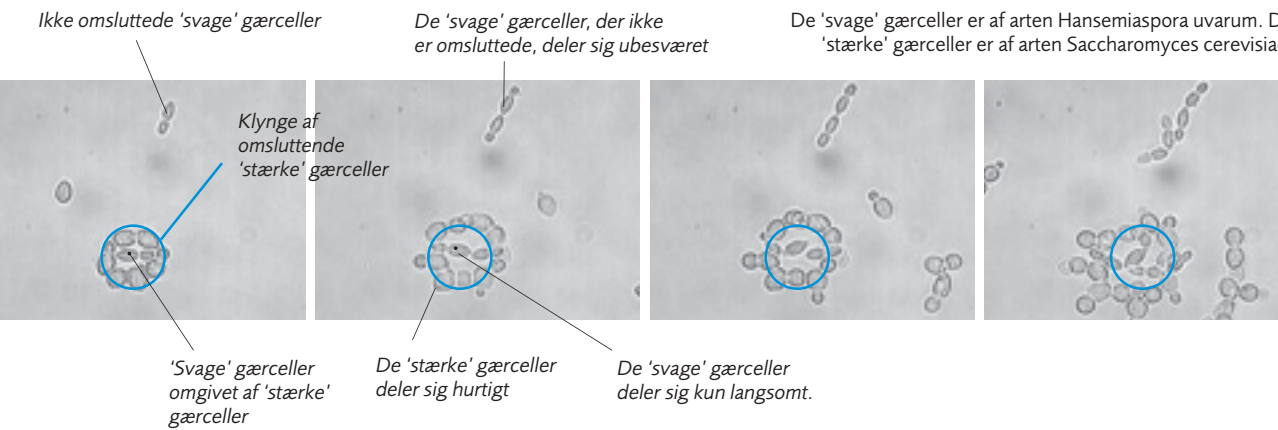 Ikke omsluttede ‘svage’ gærceller
De ‘svage’ gærceller, der ikke
er omsluttede, deler sig ubesværet
De ‘svage’ gærceller er af arten Hansemiaspora uvarum.
‘stærke’ gærceller er af arten Saccharomyces
Klynge af
omsluttende
‘stærke’ gærceller
‘Svage’ gærceller
omgivet af ‘stærke’
gærceller
De ‘stærke’ gærceller
deler sig hurtigt
De ‘svage’ gærceller
deler sig kun langsomt.